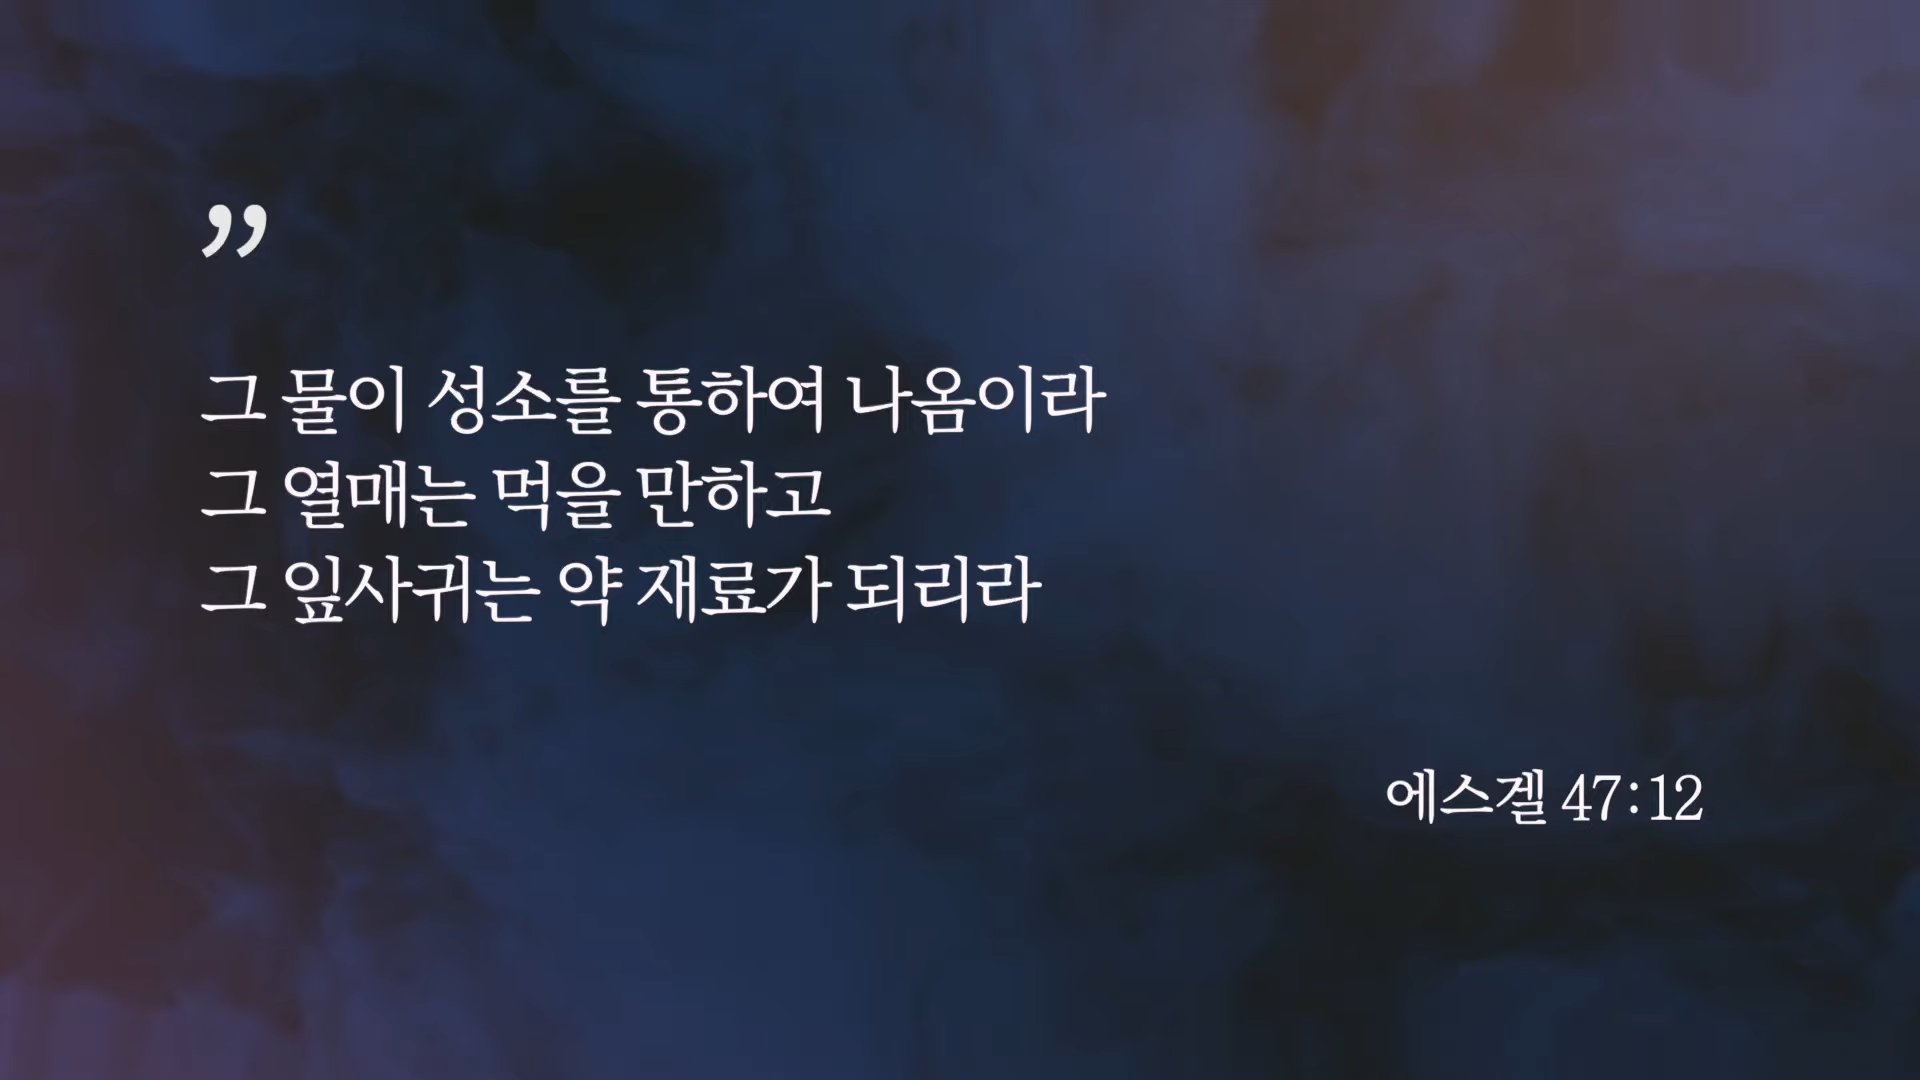 ”
그 물이 성소를 통하여 나옴이라
그 열매는 먹을 만하고
그 잎사귀는 약 재료가 되리라
에스겔 47:12